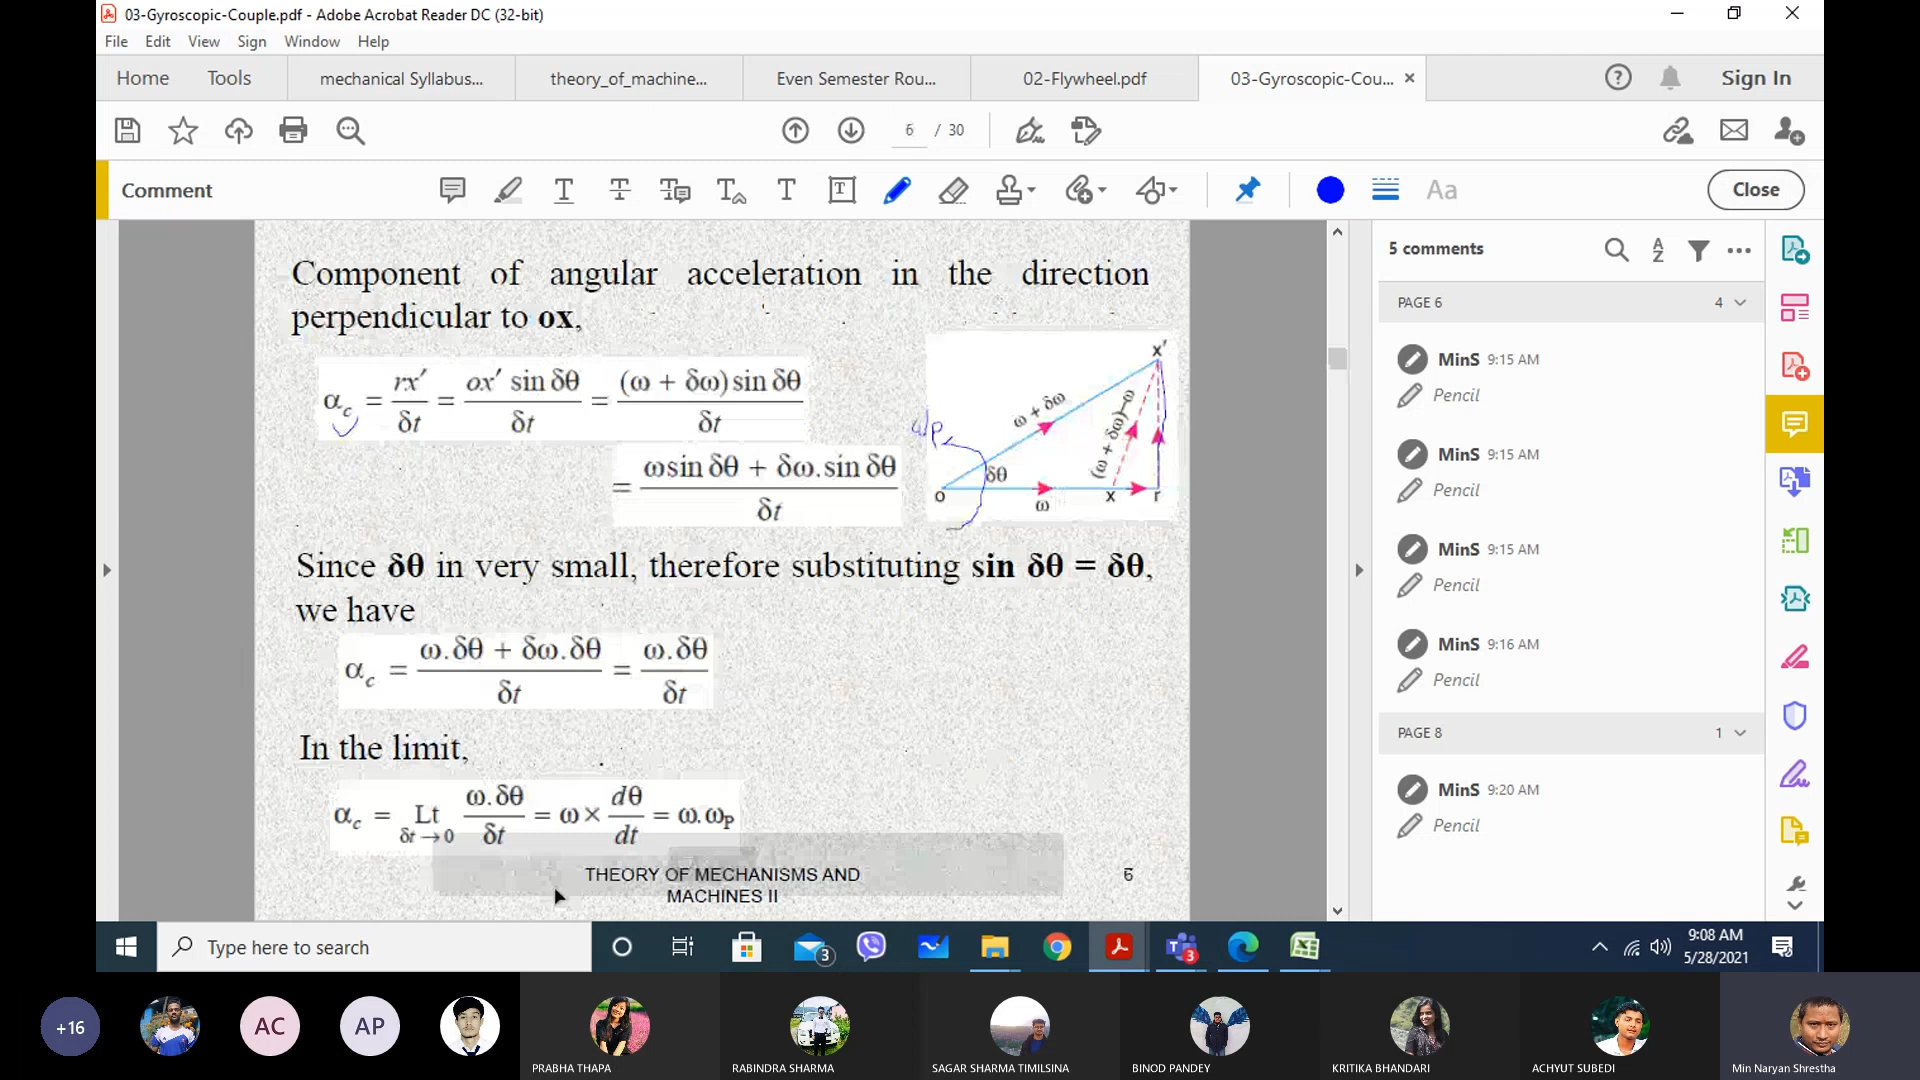 03-Gyroscopic-Couple.pdf - Adobe Acrobat Reader DC (32-bit)
File Edit View Sign Window Help
Home Tools mechanical Syllabus... theory_of_machine... Even Semester Rou... 02-Flywheel.pdf 03-Gyroscopic-Cou... × Sign In
6 / 30
Comment Aa Close
5 comments
PAGE 6 4
MinS 9:15 AM
Pencil
MinS 9:15 AM
Pencil
MinS 9:15 AM
Pencil
MinS 9:16 AM
Pencil
PAGE 8 1
MinS 9:20 AM
Pencil
Component of angular acceleration in the direction
perpendicular to ox,
α_c = rx′/δt = ox′ sin δθ/δt = (ω + δω) sin δθ/δt
= ω sin δθ + δω . sin δθ/δt
x′
ω + δω
(ω + δω)–ω
ωP
δθ
o ω x r
Since δθ in very small, therefore substituting sin δθ = δθ,
we have
α_c = ω.δθ + δω.δθ/δt = ω.δθ/δt
In the limit,
α_c = Lt δt→0 ω.δθ/δt = ω × dθ/dt = ω.ω_P
THEORY OF MECHANISMS AND
MACHINES II
6
Type here to search
3
3
9:08 AM
5/28/2021
+16 AC AP
PRABHA THAPA RABINDRA SHARMA SAGAR SHARMA TIMILSINA BINOD PANDEY KRITIKA BHANDARI ACHYUT SUBEDI Min Naryan Shrestha